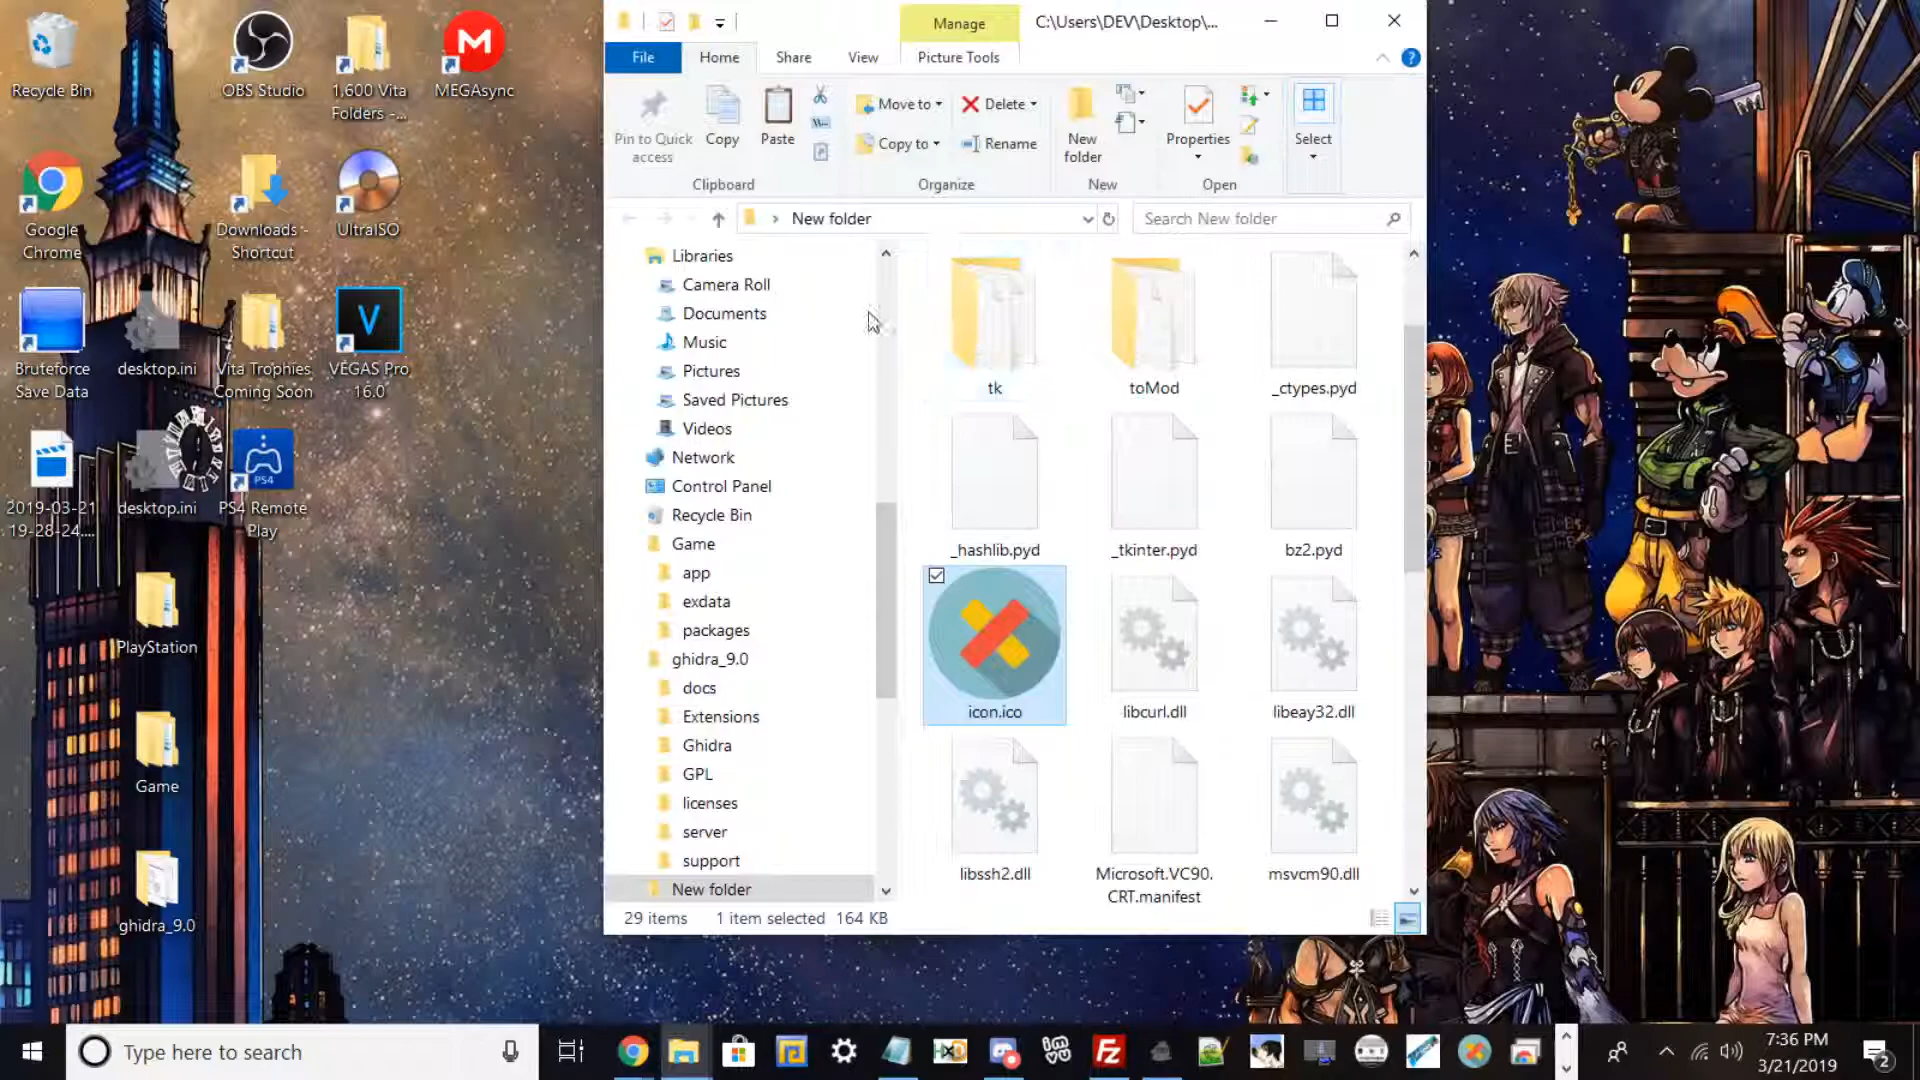 Recycle Bin
OBS Studio
1,600 Vita
Folders -...
MEGAsync
Google
Chrome
Downloads -
Shortcut
UltraISO
Bruteforce
Save Data
desktop.ini
Vita Trophies
Coming Soon
VEGAS Pro
16.0
2019-03-21
19-28-24....
desktop.ini
PS4 Remote
Play
PS4
PlayStation
Game
ghidra_9.0
Manage
C:\Users\DEV\Desktop\...
File
Home
Share
View
Picture Tools
Pin to Quick
access
Copy
Paste
Move to
Copy to
Delete
Rename
New
folder
Properties
Select
Clipboard
Organize
New
Open
New folder
Search New folder
Libraries
Camera Roll
Documents
Music
Pictures
Saved Pictures
Videos
Network
Control Panel
Recycle Bin
Game
app
exdata
packages
ghidra_9.0
docs
Extensions
Ghidra
GPL
licenses
server
support
New folder
tk
toMod
_ctypes.pyd
_hashlib.pyd
_tkinter.pyd
bz2.pyd
icon.ico
libcurl.dll
libeay32.dll
libssh2.dll
Microsoft.VC90.
CRT.manifest
msvcm90.dll
29 items
1 item selected
164 KB
Type here to search
7:36 PM
3/21/2019
2